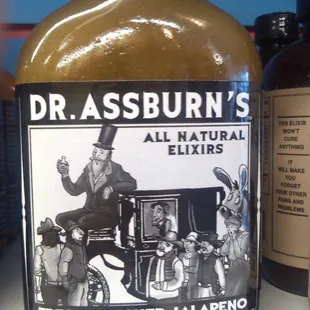 DR. ASSBURN'S
ALL NATURAL
ELIXIRS
JALAPENO
THIS ELIXIR
WON'T
CURE
ANYTHING
IT
WILL MAKE
YOU
FORGET
YOUR OTHER
PAINS AND
PROBLEMS